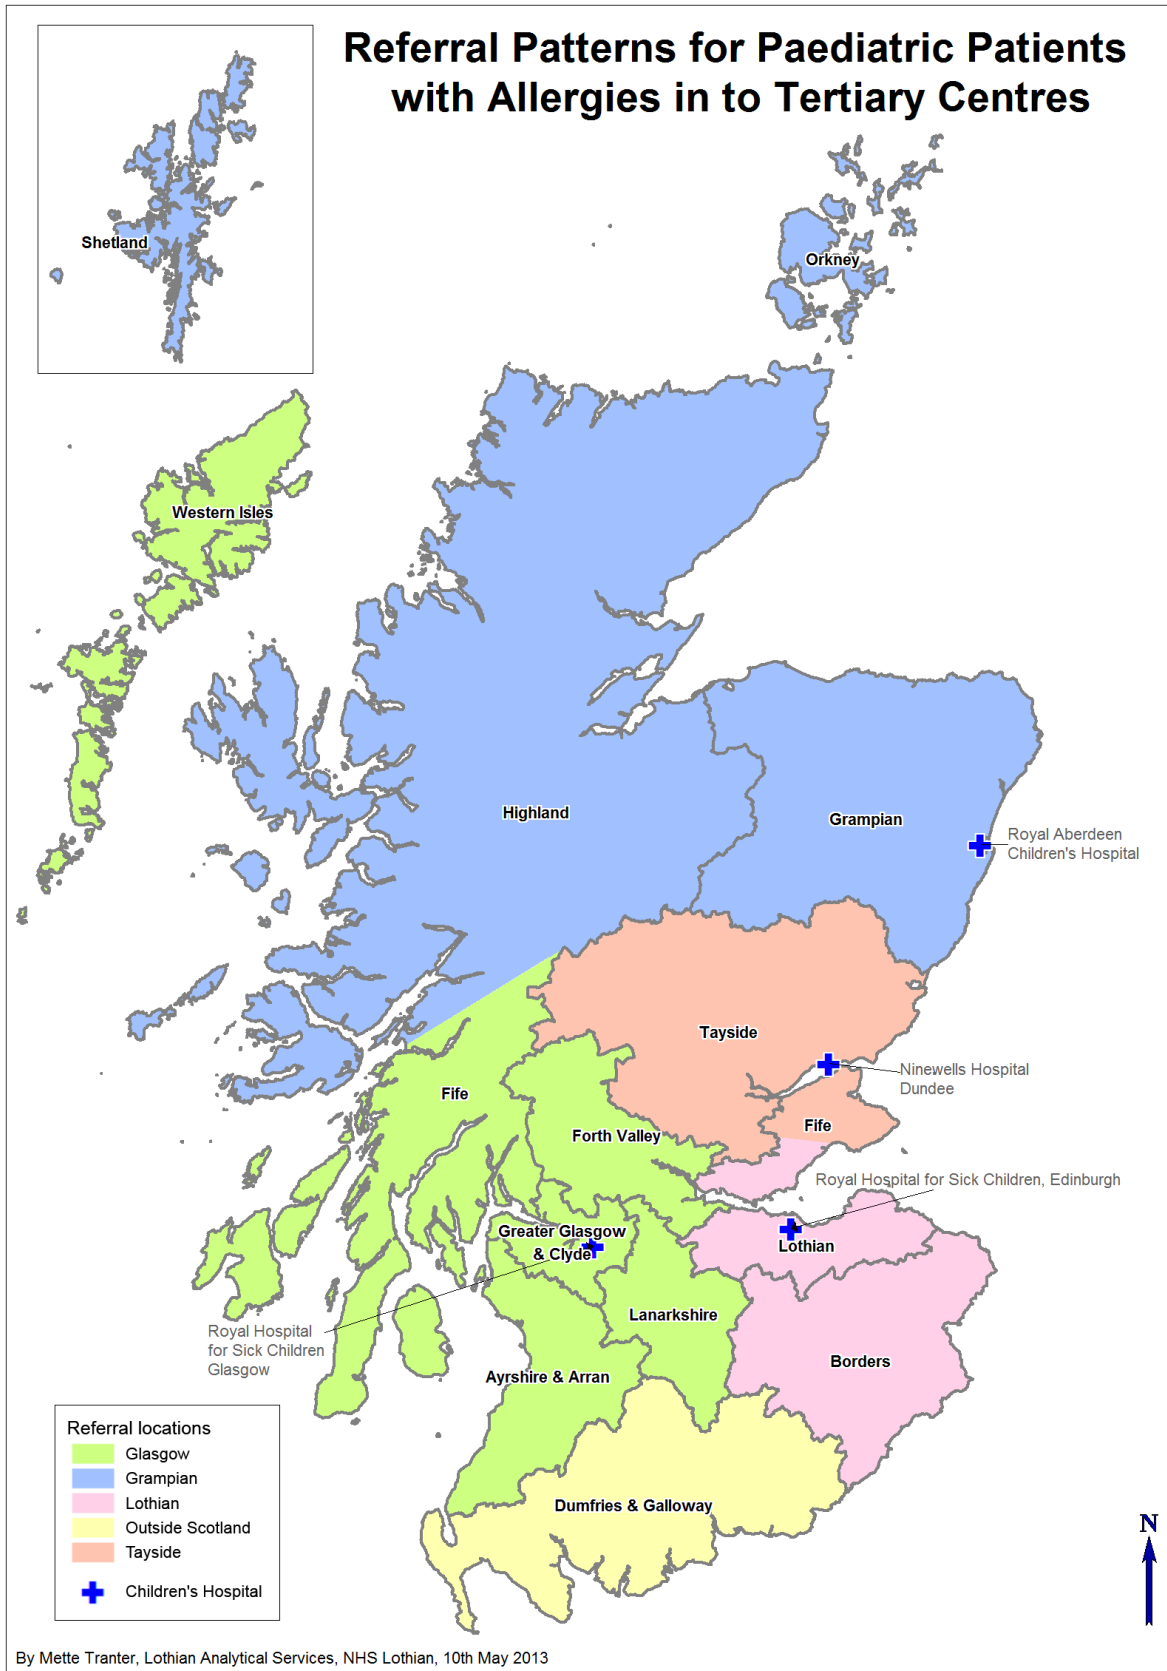 Referral Patterns for Paediatric Patients
with Allergies in to Tertiary Centres
Shetland
Orkney
Western Isles
Highland
Grampian
Royal Aberdeen
Children's Hospital
Tayside
Ninewells Hospital
Dundee
Fife
Fife
Forth Valley
Royal Hospital for Sick Children, Edinburgh
Greater Glasgow
& Clyde
Lothian
Lanarkshire
Royal Hospital
for Sick Children
Glasgow
Borders
Ayrshire & Arran
Dumfries & Galloway
Referral locations
Glasgow
Grampian
Lothian
Outside Scotland
Tayside
Children's Hospital
N
By Mette Tranter, Lothian Analytical Services, NHS Lothian, 10th May 2013